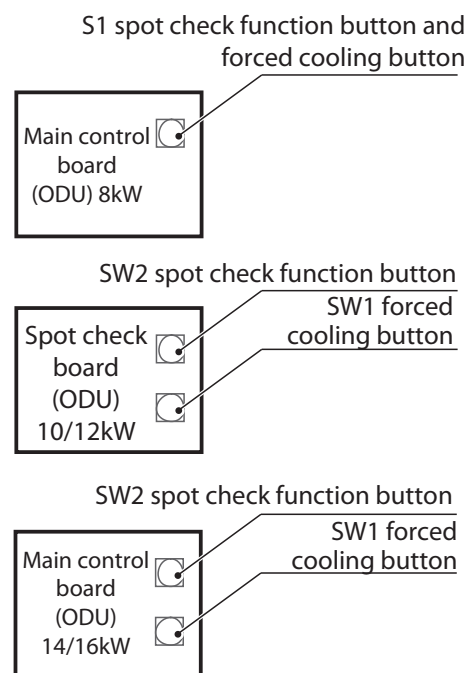 S1 spot check function button and
forced cooling button
Main control
board
(ODU) 8kW
SW2 spot check function button
SW1 forced
cooling button
Spot check
board
(ODU)
10/12kW
SW2 spot check function button
SW1 forced
cooling button
Main control
board
(ODU)
14/16kW